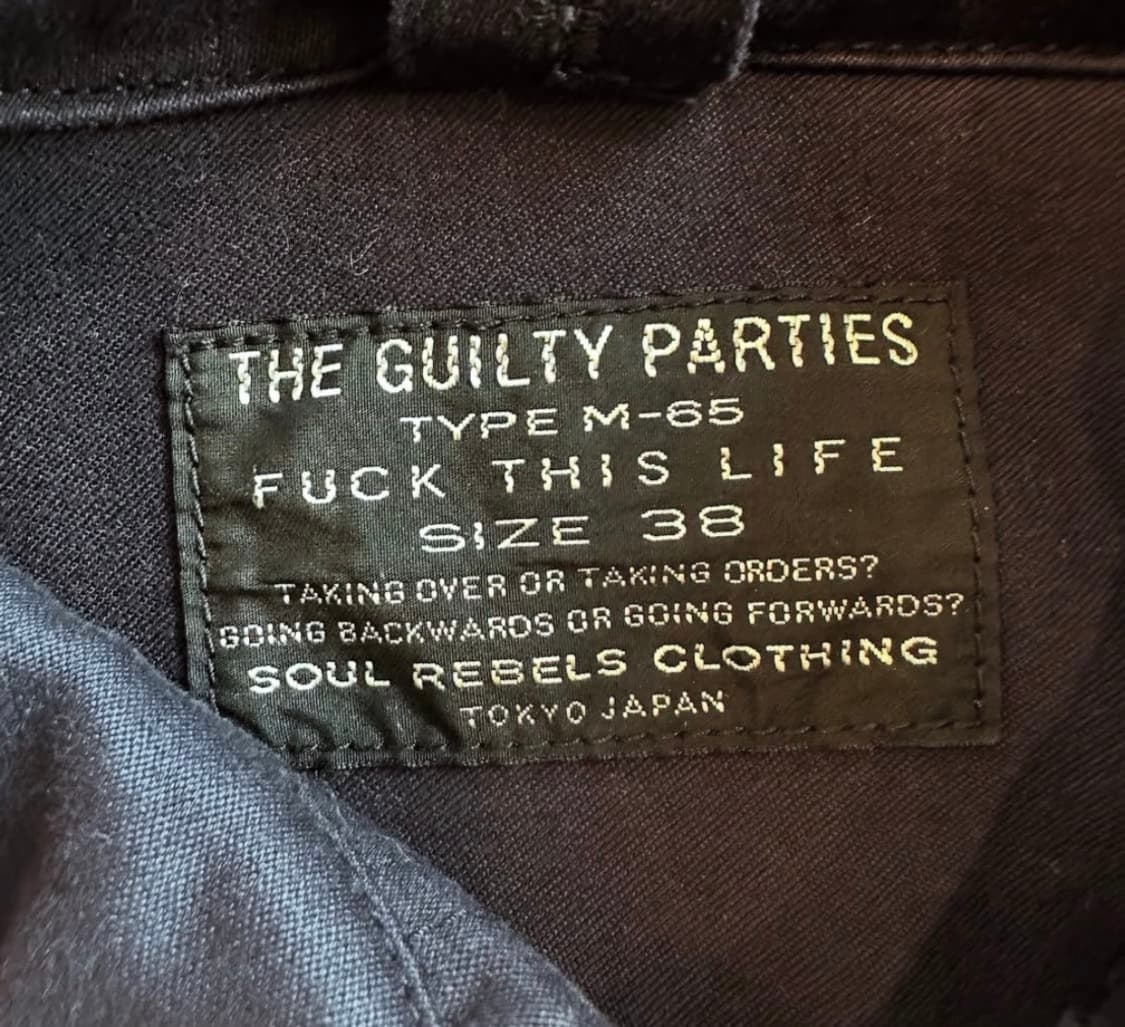 THE GUILTY PARTIES
TYPE M-65
FUCK THIS LIFE
SIZE 38
TAKING OVER OR TAKING ORDERS?
GOING BACKWARDS OR GOING FORWARDS?
SOUL REBELS CLOTHING
TOKYO JAPAN